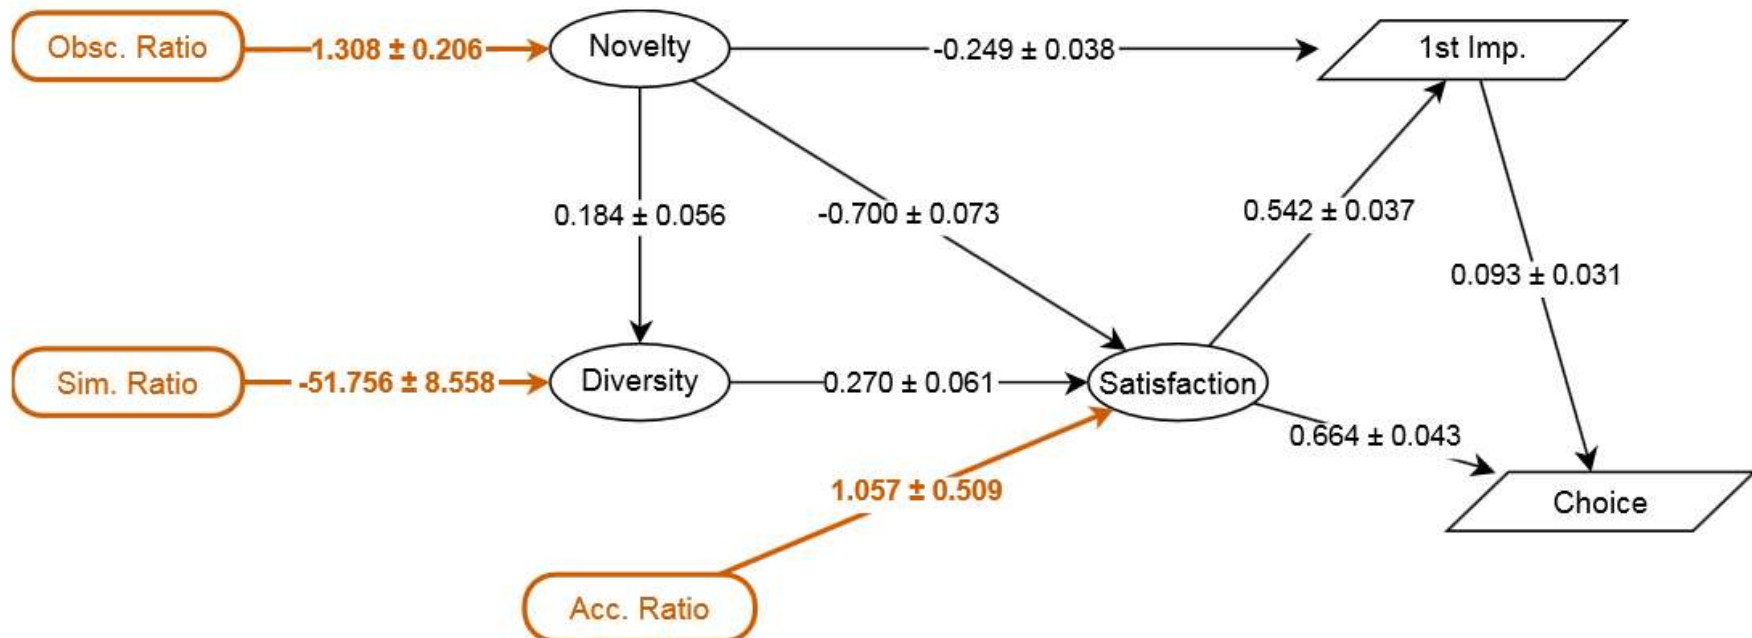 Obsc. Ratio
1.308 ± 0.206
Novelty
-0.249 ± 0.038
1st Imp.
0.184 ± 0.056
-0.700 ± 0.073
0.542 ± 0.037
0.093 ± 0.031
Sim. Ratio
-51.756 ± 8.558
Diversity
0.270 ± 0.061
Satisfaction
0.664 ± 0.043
1.057 ± 0.509
Choice
Acc. Ratio